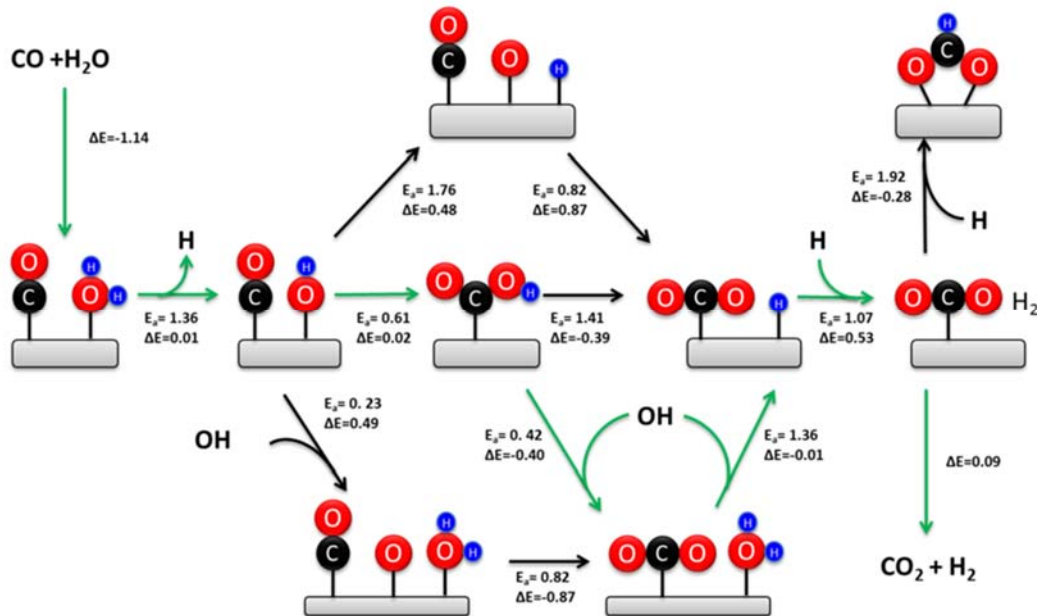 CO +H₂O
ΔE=-1.14
O
C
H
O
H
H
Eₐ= 1.36
ΔE= 0.01
O
C
H
O
Eₐ= 1.76
ΔE=0.48
O
C
O
H
Eₐ= 0.82
ΔE=0.87
Eₐ= 0.61
ΔE= 0.02
O
C
O
H
Eₐ= 1.41
ΔE=-0.39
O
C
O
H
H
Eₐ= 1.07
ΔE=0.53
O
C
O
H₂
Eₐ= 1.92
ΔE=-0.28
H
H
C
O
O
OH
Eₐ= 0. 23
ΔE=0.49
O
C
O
H
O
H
Eₐ= 0.82
ΔE=-0.87
Eₐ= 0. 42
ΔE=-0.40
OH
Eₐ= 1.36
ΔE=-0.01
O
C
O
H
O
H
ΔE=0.09
CO₂ + H₂